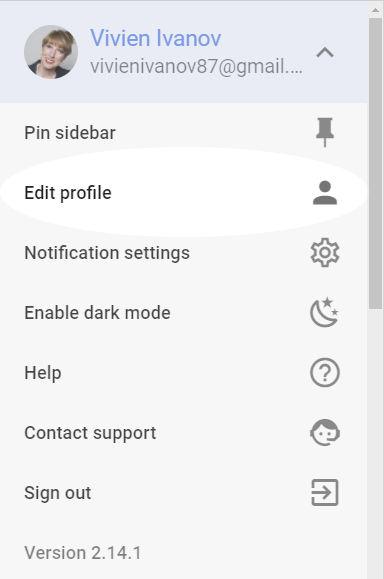 Vivien Ivanov
vivienivanov87@gmail....
Pin sidebar
Edit profile
Notification settings
Enable dark mode
Help
Contact support
Sign out
Version 2.14.1